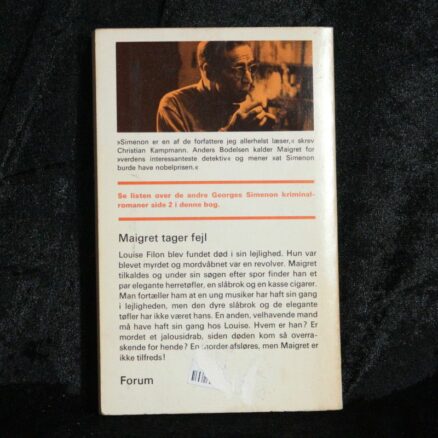 »Simenon er en af de forfattere jeg allerhelst læser,« skrev
Christian Kampmann. Anders Bodelsen kalder Maigret for
»verdens interessanteste detektiv« og mener »at Simenon
burde have nobelprisen.«
Se listen over de andre Georges Simenon kriminal-
romaner side 2 i denne bog.
Maigret tager fejl
Louise Filon blev fundet død i sin lejlighed. Hun var
blevet myrdet og mordvåbnet var en revolver. Maigret
tilkaldes og under sin søgen efter spor finder han et
par elegante herretøfler, en slåbrok og en kasse cigarer.
Man fortæller ham at en ung musiker har haft sin gang
i lejligheden, men den dyre slåbrok og de elegante
tøfler har ikke været hans. En anden, velhavende mand
må have haft sin gang hos Louise. Hvem er han? Er
mordet et jalousidrab, siden døden kom så overra-
skende for hende? En morder afsløres, men Maigret er
ikke tilfreds!
Forum